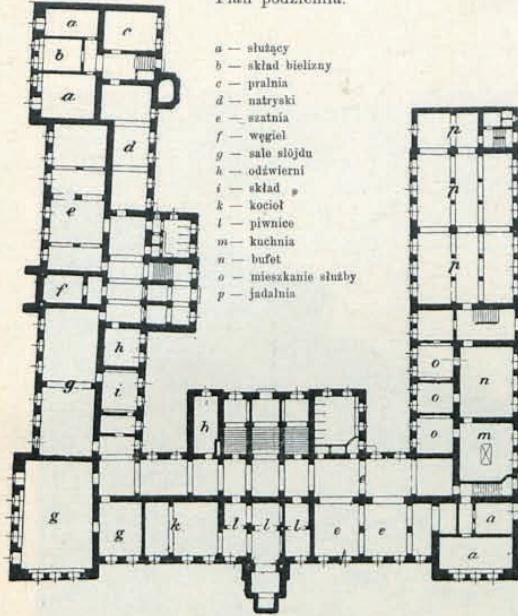 Plan podziemia.
a — służący
b — skład bielizny
c — pralnia
d — natryski
e — szatnia
f — węgiel
g — sale slöjdu
h — odźwierni
i — skład
k — kocioł
l — piwnice
m — kuchnia
n — bufet
o — mieszkanie służby
p — jadalnia
a c
b
a
d
e
f
h
g i
h
g g k l l l e e
e
p
p
p
o n
o
o m
a
a